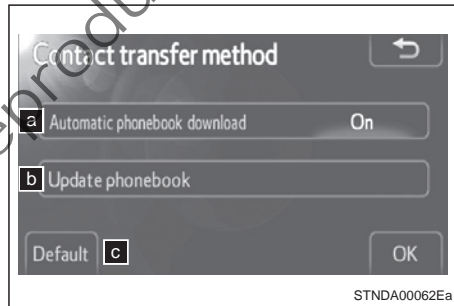 Contact transfer method
a Automatic phonebook download On
b Update phonebook
Default c OK
STNDA00062Ea